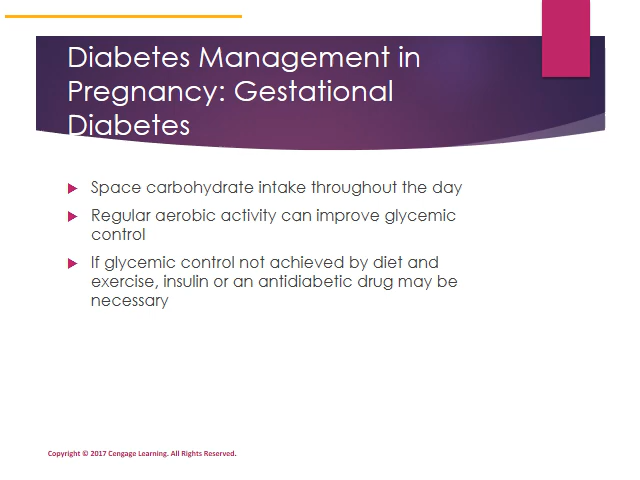 Diabetes Management in
Pregnancy: Gestational
Diabetes
Space carbohydrate intake throughout the day
Regular aerobic activity can improve glycemic
control
If glycemic control not achieved by diet and
exercise, insulin or an antidiabetic drug may be
necessary
Copyright © 2017 Cengage Learning. All Rights Reserved.